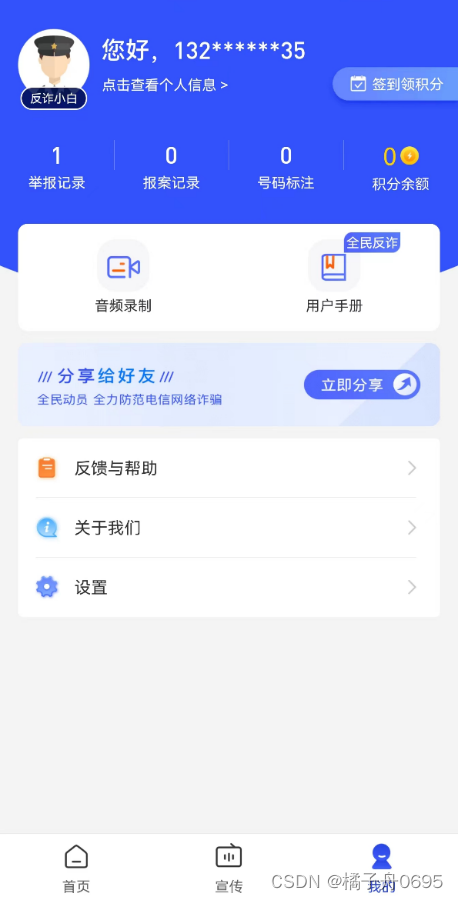 您好，132******35
反诈小白
点击查看个人信息 >
签到领积分
1 0 0 0
举报记录 报案记录 号码标注 积分余额
全民反诈
音频录制 用户手册
/// 分享给好友 ///
全民动员 全力防范电信网络诈骗
立即分享
反馈与帮助
关于我们
设置
首页 宣传 我的
CSDN @橘子舟0695